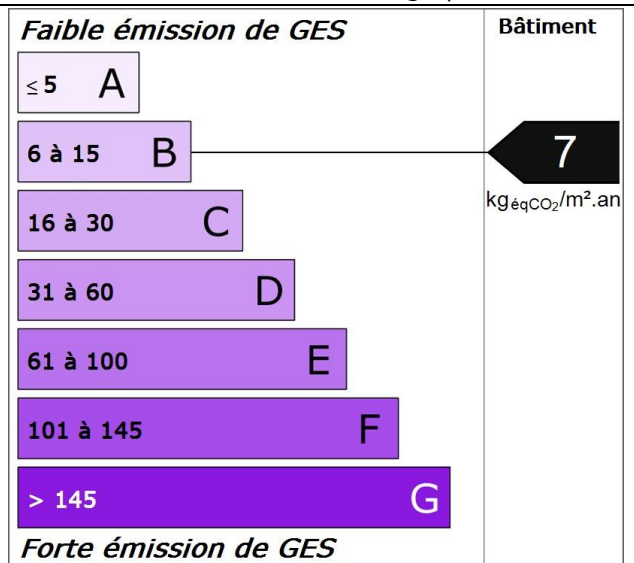 Faible émission de GES
Bâtiment
≤ 5 A
6 à 15 B
7
kgéqCO₂/m².an
16 à 30 C
31 à 60 D
61 à 100 E
101 à 145 F
> 145 G
Forte émission de GES